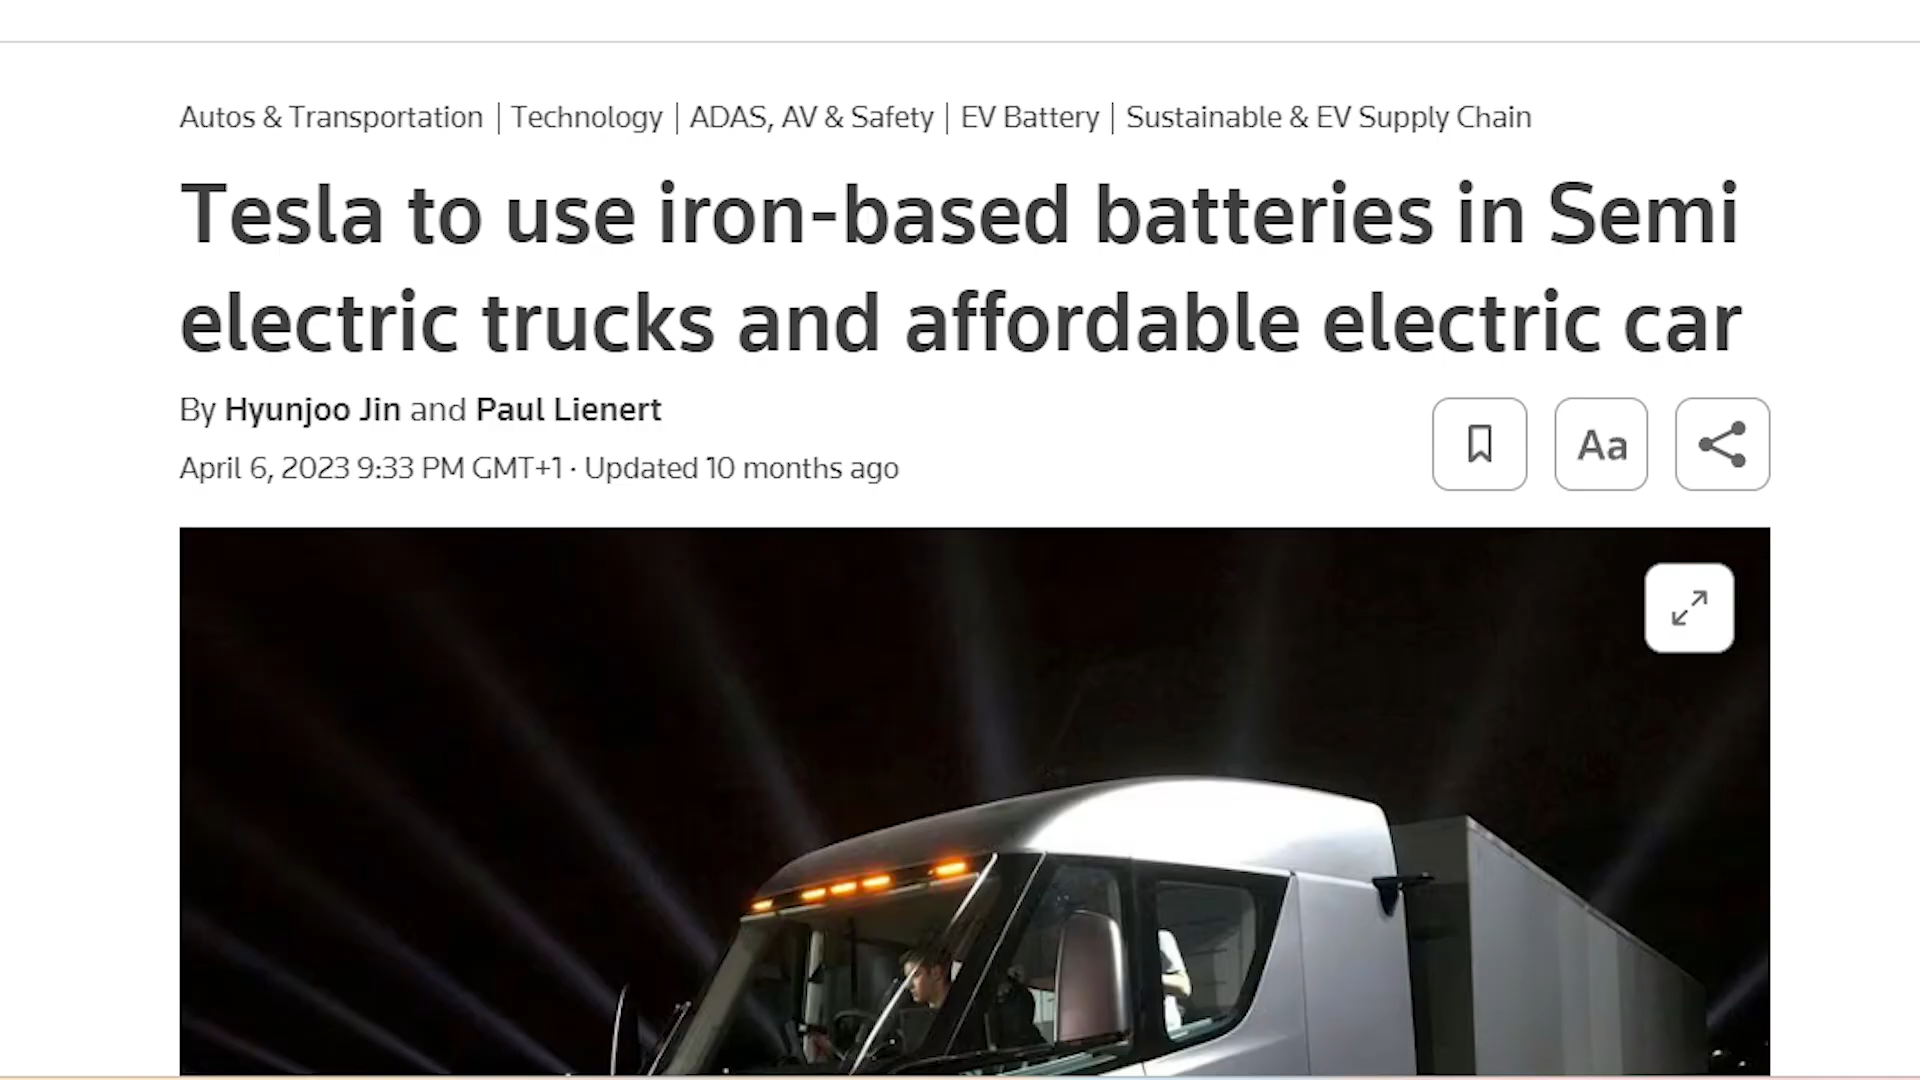 Autos & Transportation | Technology | ADAS, AV & Safety | EV Battery | Sustainable & EV Supply Chain
Tesla to use iron-based batteries in Semi
electric trucks and affordable electric car
By Hyunjoo Jin and Paul Lienert
April 6, 2023 9:33 PM GMT+1 · Updated 10 months ago
Aa